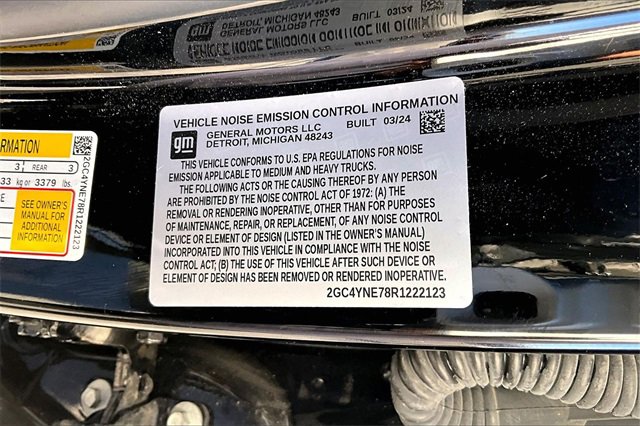 VEHICLE NOISE EMISSION CONTROL INFORMATION
gm
GENERAL MOTORS LLC BUILT 03/24
DETROIT, MICHIGAN 48243
THIS VEHICLE CONFORMS TO U.S. EPA REGULATIONS FOR NOISE
EMISSION APPLICABLE TO MEDIUM AND HEAVY TRUCKS.
THE FOLLOWING ACTS OR THE CAUSING THEREOF BY ANY PERSON
ARE PROHIBITED BY THE NOISE CONTROL ACT OF 1972: (A) THE
REMOVAL OR RENDERING INOPERATIVE, OTHER THAN FOR PURPOSES
OF MAINTENANCE, REPAIR, OR REPLACEMENT, OF ANY NOISE CONTROL
DEVICE OR ELEMENT OF DESIGN (LISTED IN THE OWNER'S MANUAL)
INCORPORATED INTO THIS VEHICLE IN COMPLIANCE WITH THE NOISE
CONTROL ACT; (B) THE USE OF THIS VEHICLE AFTER SUCH DEVICE OR
ELEMENT OF DESIGN HAS BEEN REMOVED OR RENDERED INOPERATIVE.
2GC4YNE78R1222123
ORMATION
3 REAR 3
33 kg or 3379 lbs.
SEE OWNER'S
MANUAL FOR
ADDITIONAL
INFORMATION
2GC4YNE78R1222123